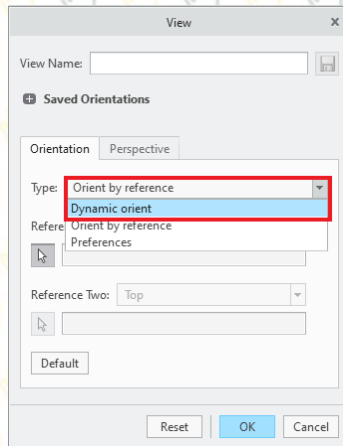 View
View Name:
Saved Orientations
Orientation Perspective
Type: Orient by reference
Dynamic orient
Refere
Orient by reference
Preferences
Reference Two: Top
Default
Reset OK Cancel